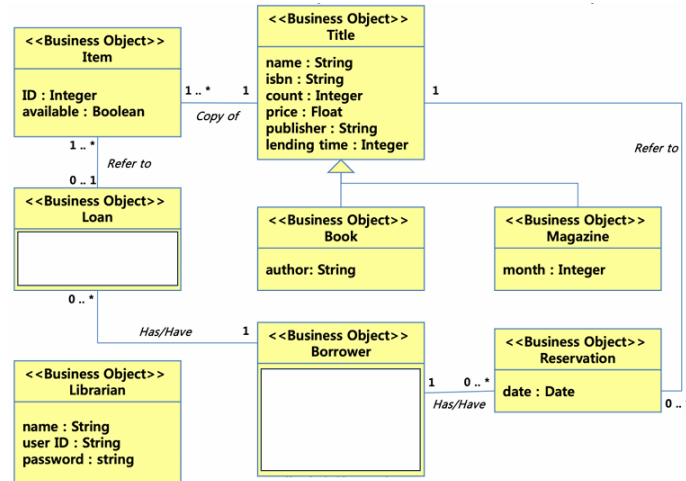 <<Business Object>>
Item
ID : Integer
available : Boolean
<<Business Object>>
Title
name : String
isbn : String
count : Integer
price : Float
publisher : String
lending time : Integer
1 .. *
1
Copy of
1
1 .. *
Refer to
0 .. 1
Refer to
<<Business Object>>
Loan
<<Business Object>>
Book
author: String
<<Business Object>>
Magazine
month : Integer
0 .. *
Has/Have
1
<<Business Object>>
Borrower
1
0 .. *
Has/Have
<<Business Object>>
Reservation
date : Date
0 ..
<<Business Object>>
Librarian
name : String
user ID : String
password : string